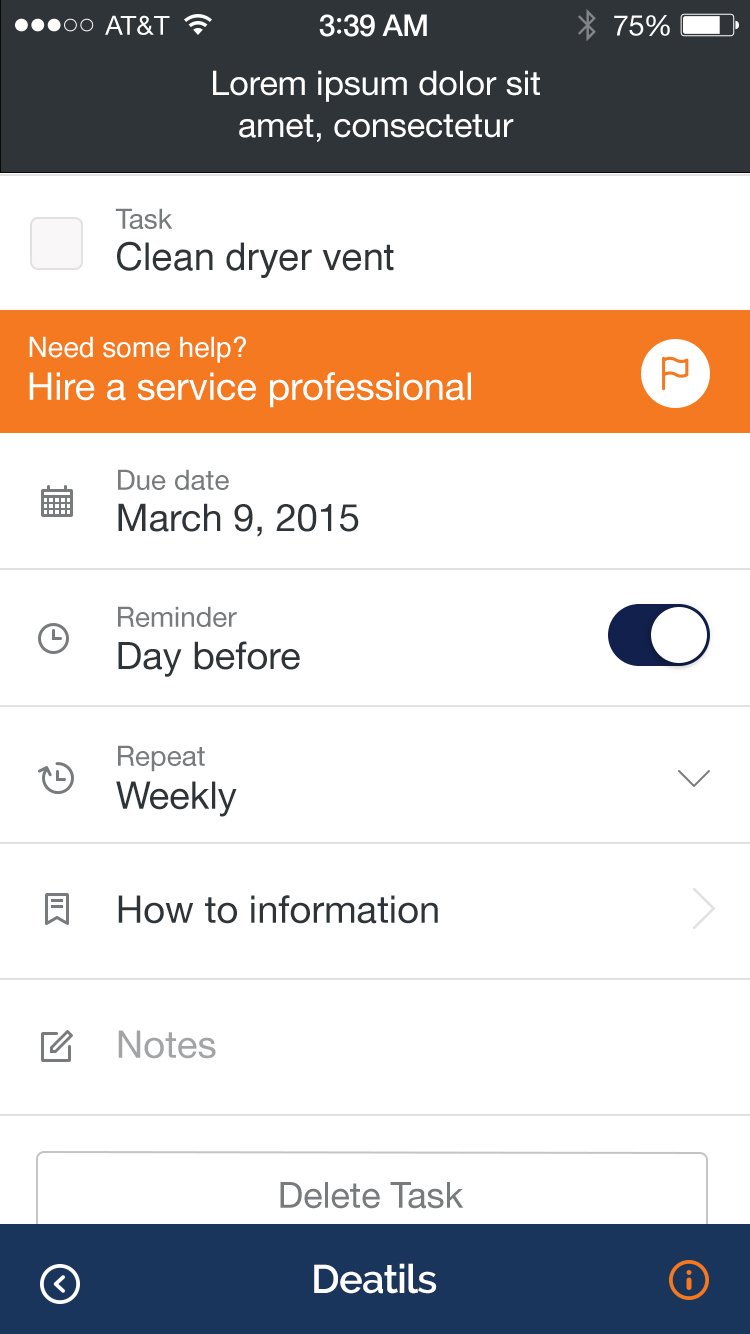 AT&T 3:39 AM 75%
Lorem ipsum dolor sit
amet, consectetur
Task
Clean dryer vent
Need some help?
Hire a service professional
Due date
March 9, 2015
Reminder
Day before
Repeat
Weekly
How to information
Notes
Delete Task
Deatils